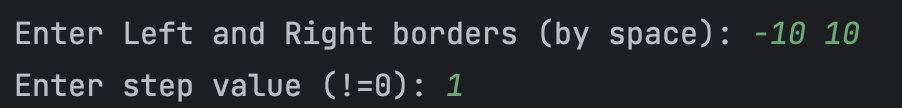 Enter Left and Right borders (by space): -10 10
Enter step value (!=0): 1